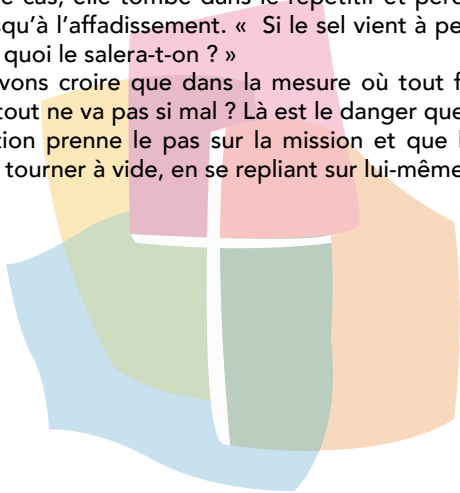 cas, elle tombe dans le répétitif et perd
squ'à l'affadissement. « Si le sel vient à pe
quoi le salera-t-on ? »
vons croire que dans la mesure où tout f
tout ne va pas si mal ? Là est le danger que
tion prenne le pas sur la mission et que l
tourner à vide, en se repliant sur lui-même